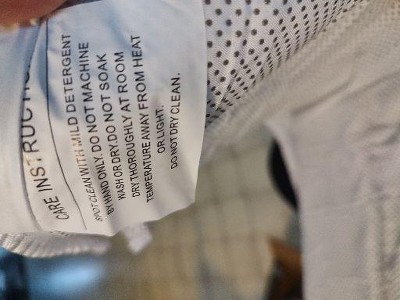 CARE INSTRUC
SPOT CLEAN WITH MILD DETERGENT
BY HAND ONLY. DO NOT MACHINE
WASH OR DRY.DO NOT SOAK
DRY THOROUGHLY AT ROOM
TEMPERATURE AWAY FROM HEAT
OR LIGHT.
DO NOT DRY CLEAN.